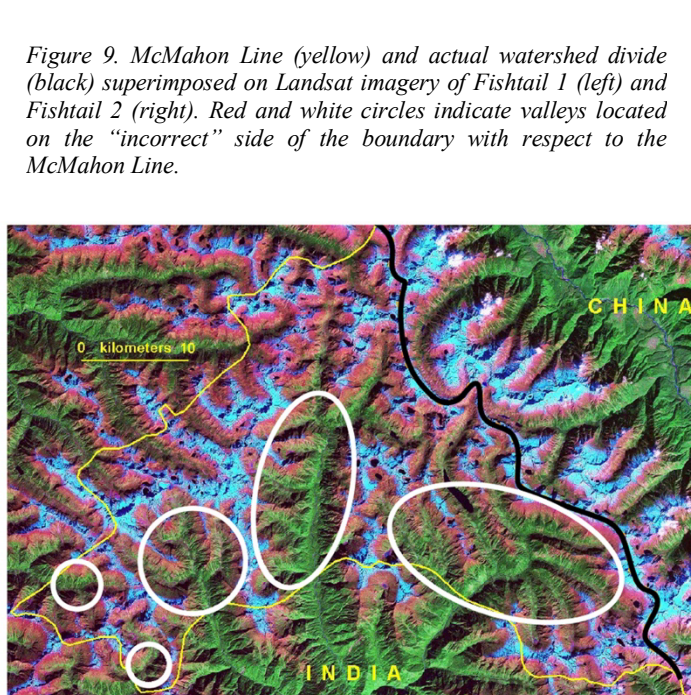 Figure 9. McMahon Line (yellow) and actual watershed divide
(black) superimposed on Landsat imagery of Fishtail 1 (left) and
Fishtail 2 (right). Red and white circles indicate valleys located
on the “incorrect” side of the boundary with respect to the
McMahon Line.
CHINA
0 kilometers 10
INDIA